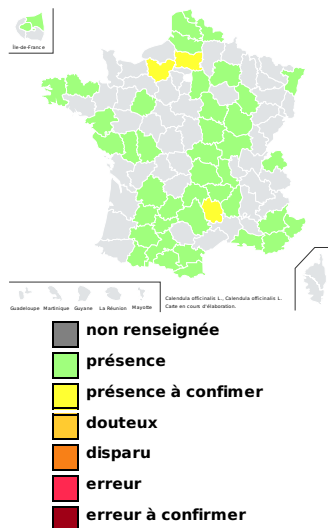 Île-de-France
Guadeloupe Martinique Guyane La Réunion Mayotte
Calendula officinalis L., Calendula officinalis L.
Carte en cours d'élaboration.
non renseignée
présence
présence à confimer
douteux
disparu
erreur
erreur à confirmer